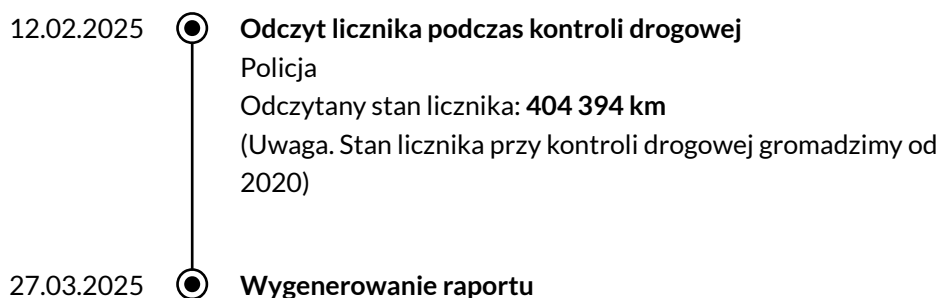 12.02.2025 Odczyt licznika podczas kontroli drogowej
Policja
Odczytany stan licznika: 404 394 km
(Uwaga. Stan licznika przy kontroli drogowej gromadzimy od
2020)
27.03.2025 Wygenerowanie raportu